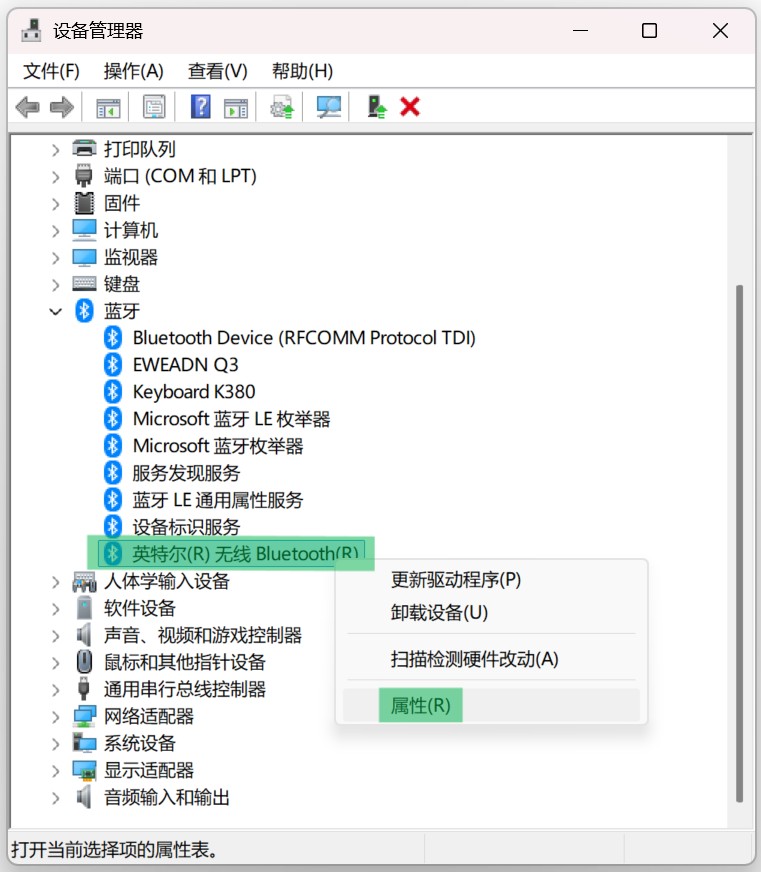 设备管理器
文件(F) 操作(A) 查看(V) 帮助(H)
打印队列
端口 (COM 和 LPT)
固件
计算机
监视器
键盘
蓝牙
Bluetooth Device (RFCOMM Protocol TDI)
EWEADN Q3
Keyboard K380
Microsoft 蓝牙 LE 枚举器
Microsoft 蓝牙枚举器
服务发现服务
蓝牙 LE 通用属性服务
设备标识服务
英特尔(R) 无线 Bluetooth(R)
更新驱动程序(P)
卸载设备(U)
扫描检测硬件改动(A)
属性(R)
人体学输入设备
软件设备
声音、视频和游戏控制器
鼠标和其他指针设备
通用串行总线控制器
网络适配器
系统设备
显示适配器
音频输入和输出
打开当前选择项的属性表。